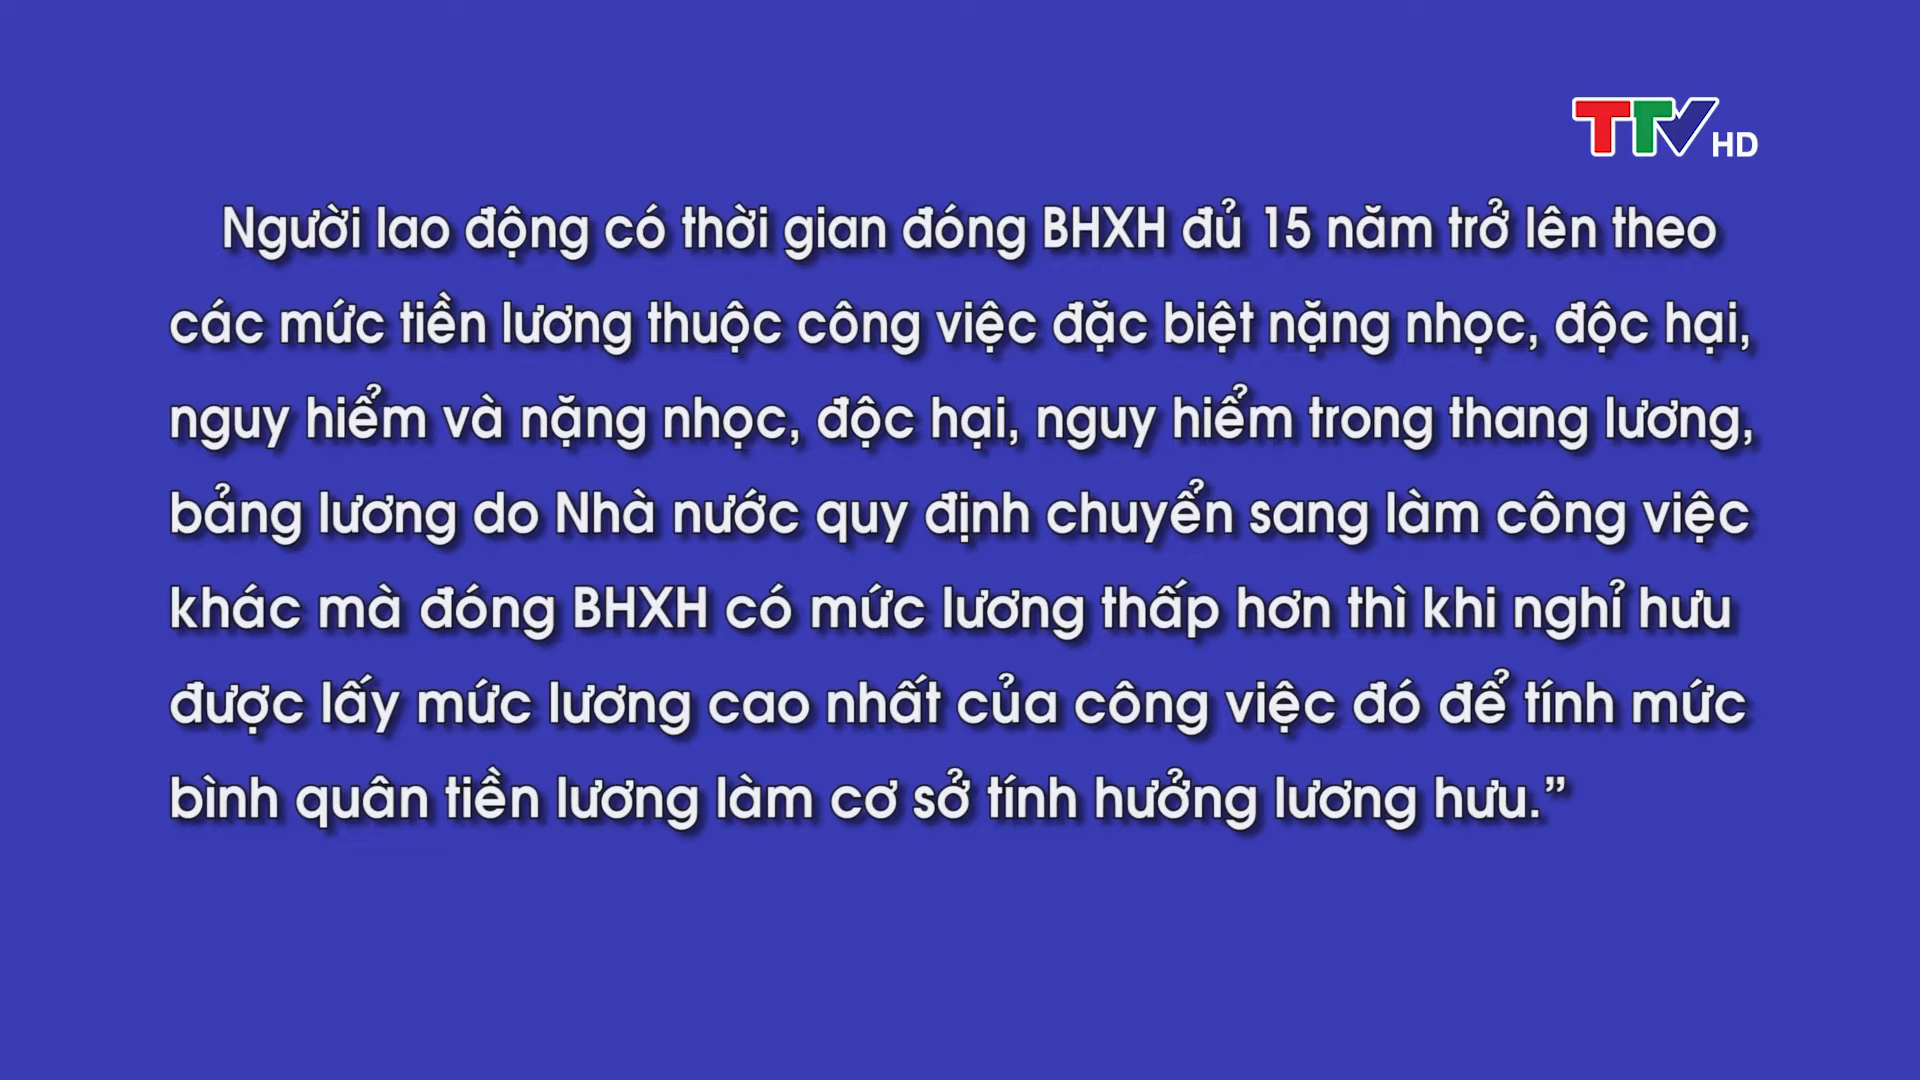 TTV HD
Người lao động có thời gian đóng BHXH đủ 15 năm trở lên theo
các mức tiền lương thuộc công việc đặc biệt nặng nhọc, độc hại,
nguy hiểm và nặng nhọc, độc hại, nguy hiểm trong thang lương,
bảng lương do Nhà nước quy định chuyển sang làm công việc
khác mà đóng BHXH có mức lương thấp hơn thì khi nghỉ hưu
được lấy mức lương cao nhất của công việc đó để tính mức
bình quân tiền lương làm cơ sở tính hưởng lương hưu.”